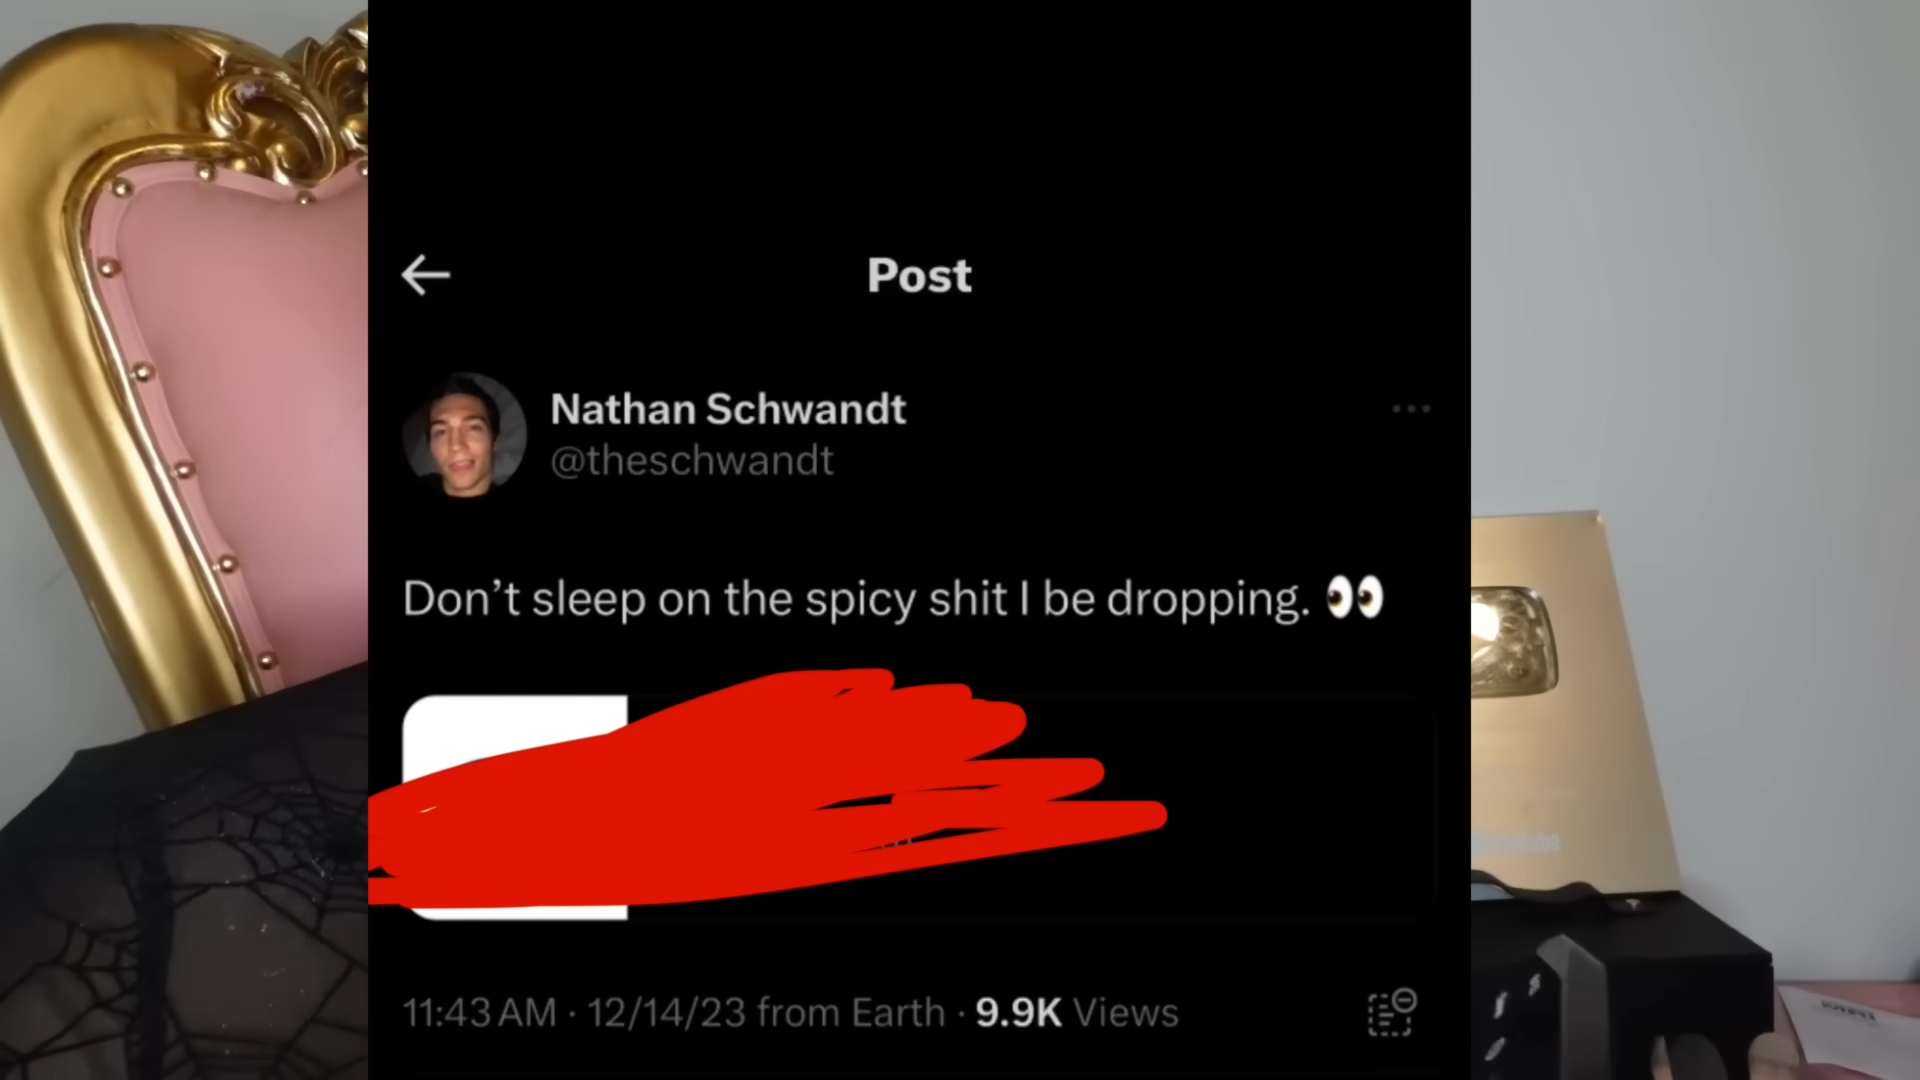 Post
Nathan Schwandt
@theschwandt
Don’t sleep on the spicy shit I be dropping. 👀
11:43 AM · 12/14/23 from Earth · 9.9K Views